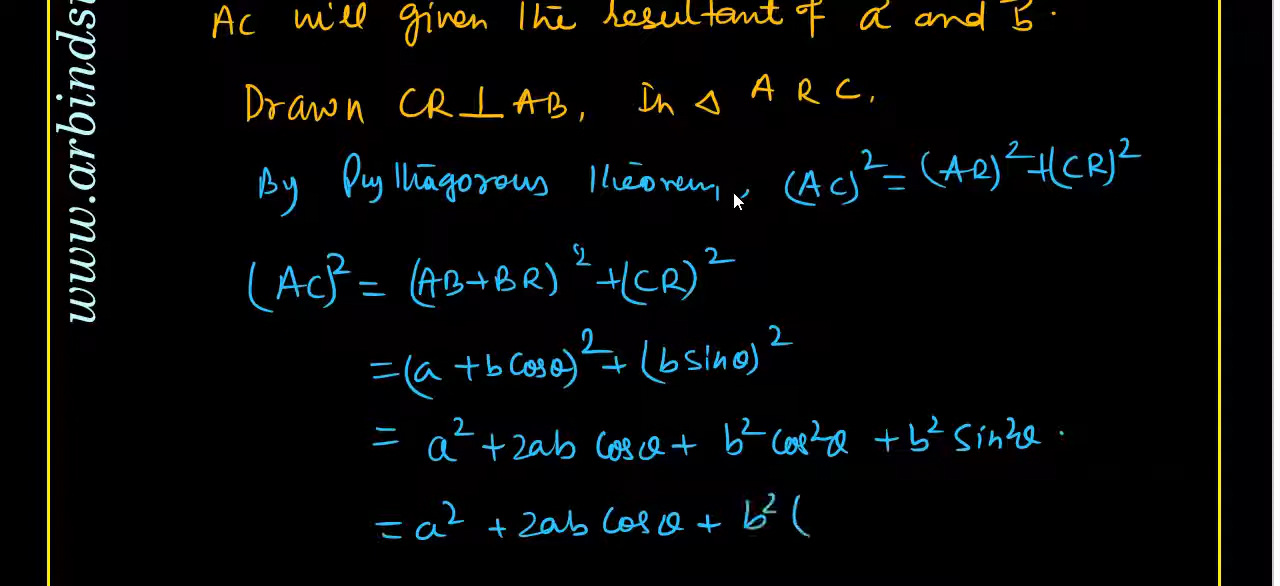 www.arbinds
AC will given the resultant of a⃗ and b⃗.
Drawn CR⊥AB, In △ ARC,
By Pythagorous Theorem, (AC)² = (AR)² + (CR)²
(AC)² = (AB+BR)² + (CR)²
= (a + b cosθ)² + (b sinθ)²
= a² + 2ab cosθ + b² cos²θ + b² sin²θ.
= a² + 2ab cosθ + b² (